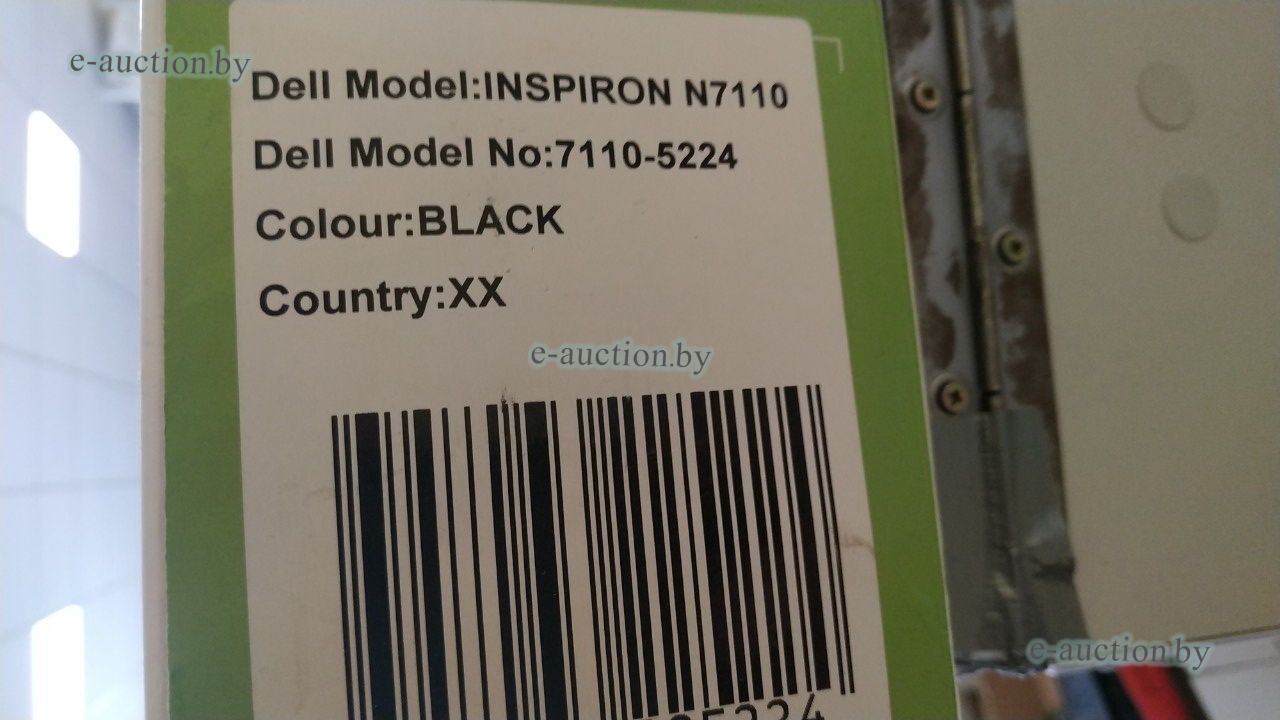 e-auction.by
Dell Model:INSPIRON N7110
Dell Model No:7110-5224
Colour:BLACK
Country:XX
e-auction.by
e-auction.by